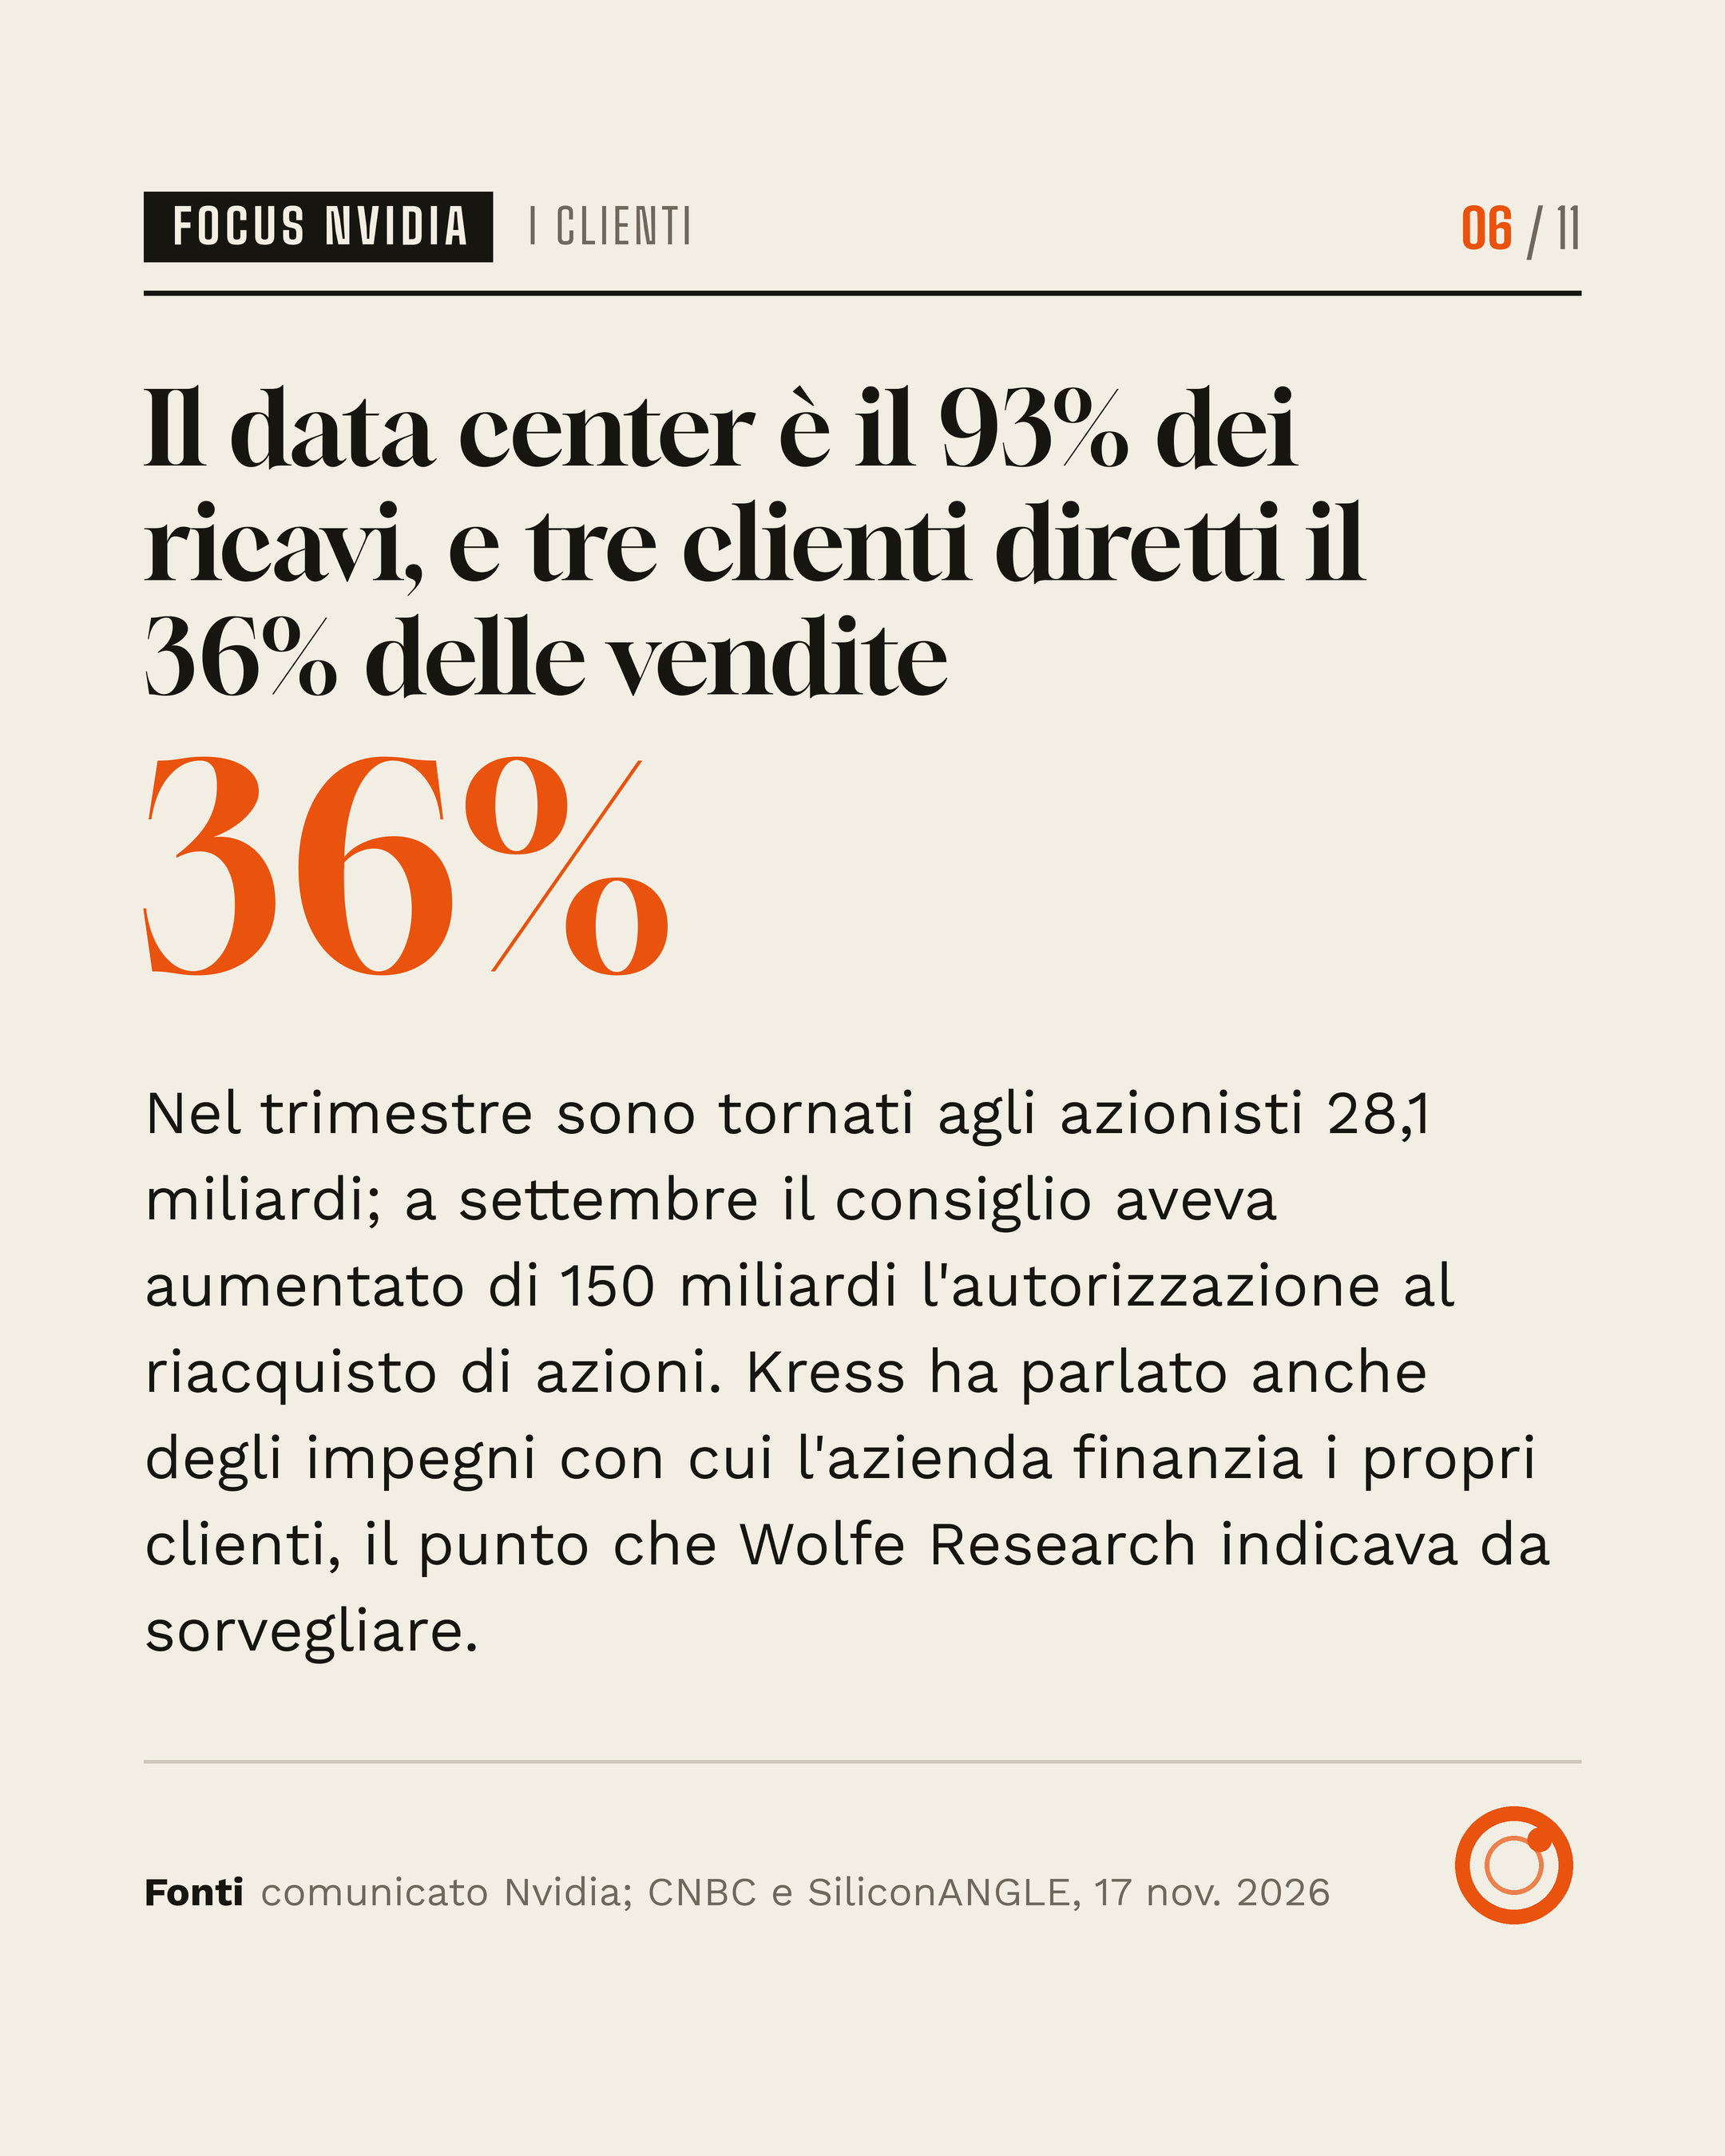 FOCUS NVIDIA I CLIENTI 06 / 11
Il data center è il 93% dei
ricavi, e tre clienti diretti il
36% delle vendite
36%
Nel trimestre sono tornati agli azionisti 28,1
miliardi; a settembre il consiglio aveva
aumentato di 150 miliardi l'autorizzazione al
riacquisto di azioni. Kress ha parlato anche
degli impegni con cui l'azienda finanzia i propri
clienti, il punto che Wolfe Research indicava da
sorvegliare.
Fonti comunicato Nvidia; CNBC e SiliconANGLE, 17 nov. 2026